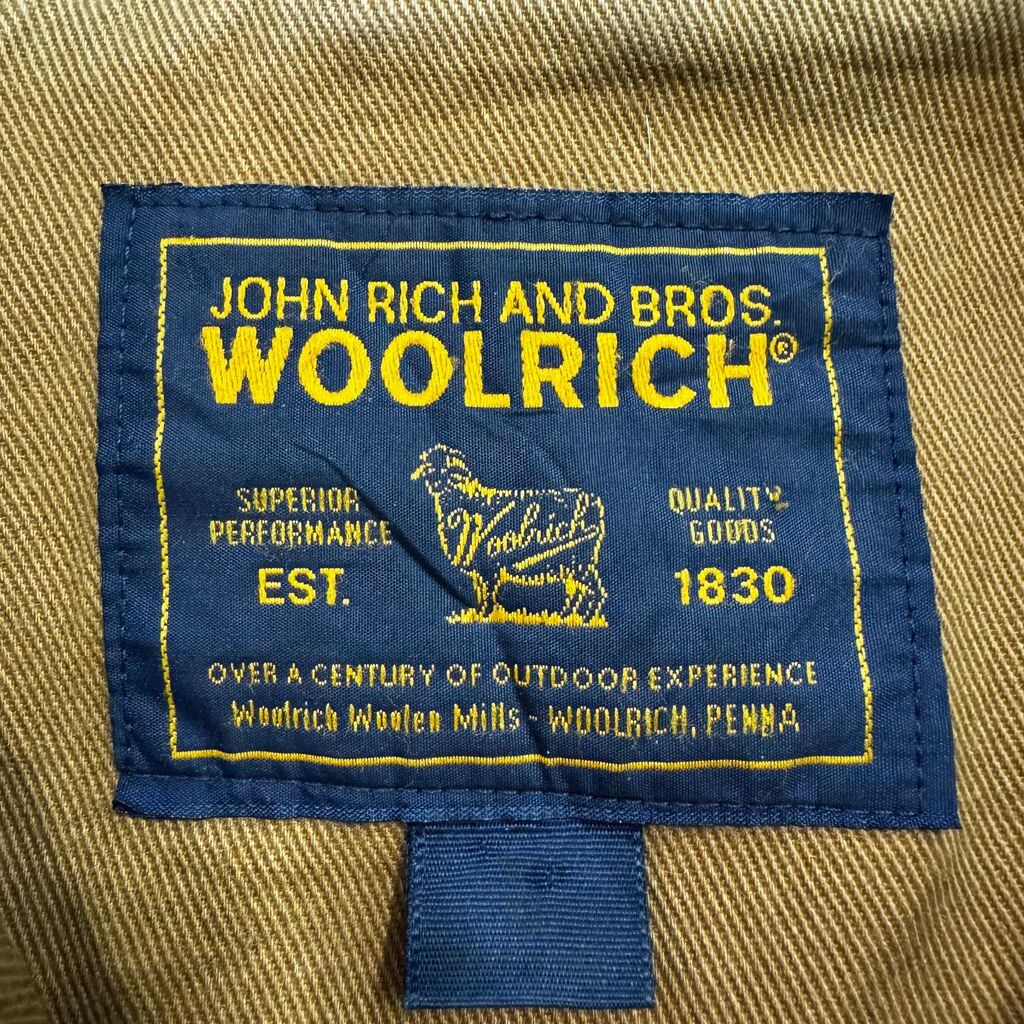 JOHN RICH AND BROS.
WOOLRICH®
Woolrich
SUPERIOR
PERFORMANCE
QUALITY
GOODS
EST.
1830
OVER A CENTURY OF OUTDOOR EXPERIENCE
Woolrich Woolen Mills - WOOLRICH, PENNA